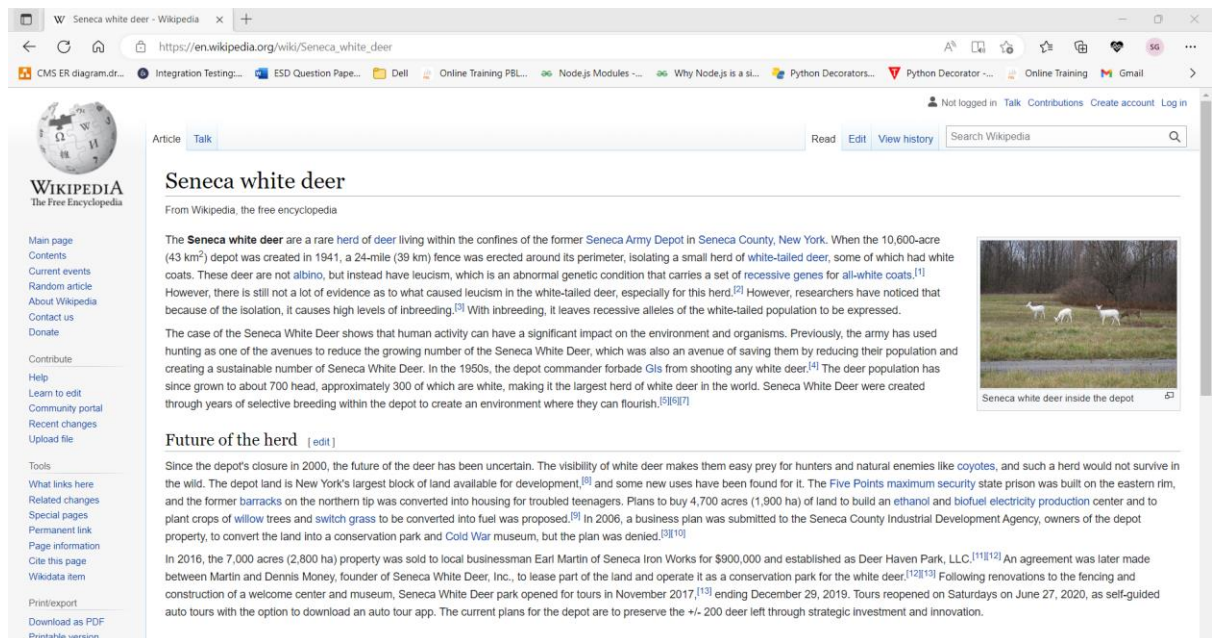 Seneca white deer - Wikipedia
https://en.wikipedia.org/wiki/Seneca_white_deer
SG
CMS ER diagram.dr...
Integration Testing:...
ESD Question Pape...
Dell
Online Training PBL...
Node.js Modules -...
Why Node.js is a si...
Python Decorators...
Python Decorator -...
Online Training
Gmail
Not logged in Talk Contributions Create account Log in
Article Talk
Read Edit View history Search Wikipedia
WIKIPEDIA
The Free Encyclopedia
Main page
Contents
Current events
Random article
About Wikipedia
Contact us
Donate
Contribute
Help
Learn to edit
Community portal
Recent changes
Upload file
Tools
What links here
Related changes
Special pages
Permanent link
Page information
Cite this page
Wikidata item
Print/export
Download as PDF
Printable version
Seneca white deer
From Wikipedia, the free encyclopedia
The Seneca white deer are a rare herd of deer living within the confines of the former Seneca Army Depot in Seneca County, New York. When the 10,600-acre
(43 km2) depot was created in 1941, a 24-mile (39 km) fence was erected around its perimeter, isolating a small herd of white-tailed deer, some of which had white
coats. These deer are not albino, but instead have leucism, which is an abnormal genetic condition that carries a set of recessive genes for all-white coats.[1]
However, there is still not a lot of evidence as to what caused leucism in the white-tailed deer, especially for this herd.[2] However, researchers have noticed that
because of the isolation, it causes high levels of inbreeding.[3] With inbreeding, it leaves recessive alleles of the white-tailed population to be expressed.
The case of the Seneca White Deer shows that human activity can have a significant impact on the environment and organisms. Previously, the army has used
hunting as one of the avenues to reduce the growing number of the Seneca White Deer, which was also an avenue of saving them by reducing their population and
creating a sustainable number of Seneca White Deer. In the 1950s, the depot commander forbade GIs from shooting any white deer.[4] The deer population has
since grown to about 700 head, approximately 300 of which are white, making it the largest herd of white deer in the world. Seneca White Deer were created
through years of selective breeding within the depot to create an environment where they can flourish.[5][6][7]
Seneca white deer inside the depot
Future of the herd [edit]
Since the depot's closure in 2000, the future of the deer has been uncertain. The visibility of white deer makes them easy prey for hunters and natural enemies like coyotes, and such a herd would not survive in
the wild. The depot land is New York's largest block of land available for development,[8] and some new uses have been found for it. The Five Points maximum security state prison was built on the eastern rim,
and the former barracks on the northern tip was converted into housing for troubled teenagers. Plans to buy 4,700 acres (1,900 ha) of land to build an ethanol and biofuel electricity production center and to
plant crops of willow trees and switch grass to be converted into fuel was proposed.[9] In 2006, a business plan was submitted to the Seneca County Industrial Development Agency, owners of the depot
property, to convert the land into a conservation park and Cold War museum, but the plan was denied.[3][10]
In 2016, the 7,000 acres (2,800 ha) property was sold to local businessman Earl Martin of Seneca Iron Works for $900,000 and established as Deer Haven Park, LLC.[11][12] An agreement was later made
between Martin and Dennis Money, founder of Seneca White Deer, Inc., to lease part of the land and operate it as a conservation park for the white deer.[12][13] Following renovations to the fencing and
construction of a welcome center and museum, Seneca White Deer park opened for tours in November 2017,[13] ending December 29, 2019. Tours reopened on Saturdays on June 27, 2020, as self-guided
auto tours with the option to download an auto tour app. The current plans for the depot are to preserve the +/- 200 deer left through strategic investment and innovation.